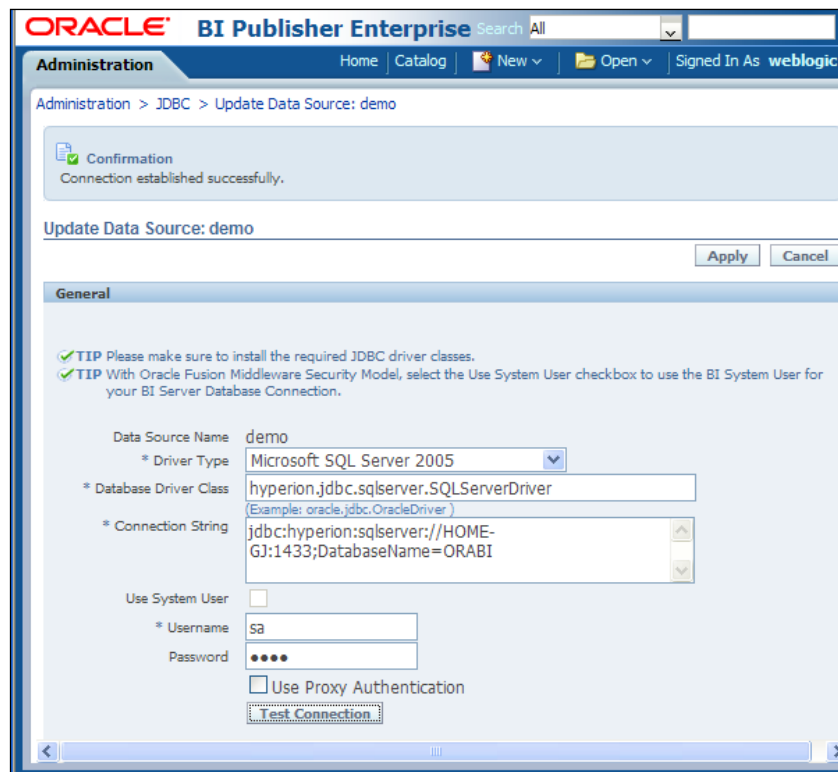 ORACLE BI Publisher Enterprise Search All
Administration Home Catalog New Open Signed In As weblogic
Administration > JDBC > Update Data Source: demo
Confirmation
Connection established successfully.
Update Data Source: demo
Apply Cancel
General
TIP Please make sure to install the required JDBC driver classes.
TIP With Oracle Fusion Middleware Security Model, select the Use System User checkbox to use the BI System User for
your BI Server Database Connection.
Data Source Name demo
* Driver Type Microsoft SQL Server 2005
* Database Driver Class hyperion.jdbc.sqlserver.SQLServerDriver
(Example: oracle.jdbc.OracleDriver )
* Connection String jdbc:hyperion:sqlserver://HOME-
GJ:1433;DatabaseName=ORABI
Use System User
* Username sa
Password ●●●●
Use Proxy Authentication
Test Connection